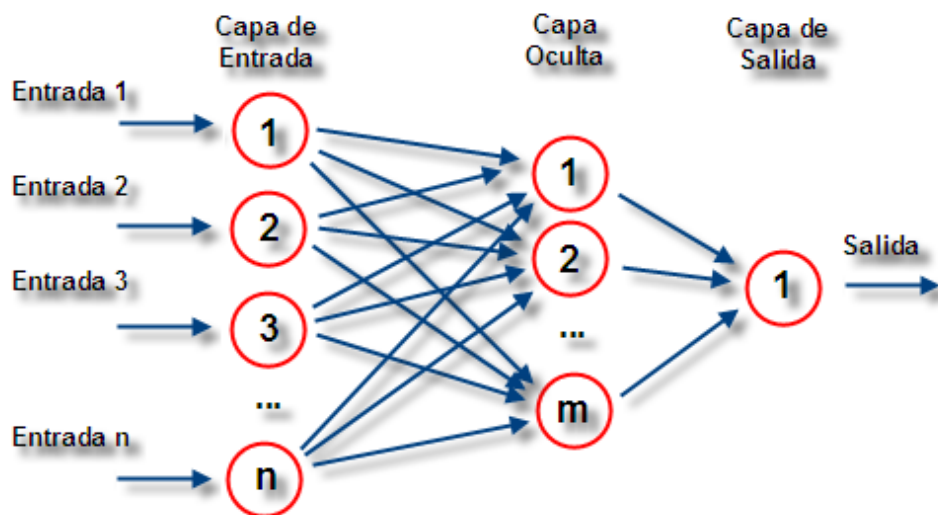 Capa de
Entrada
Capa
Oculta
Capa de
Salida
Entrada 1
1
Entrada 2
2
Entrada 3
3
...
Entrada n
n
1
2
...
m
1
Salida